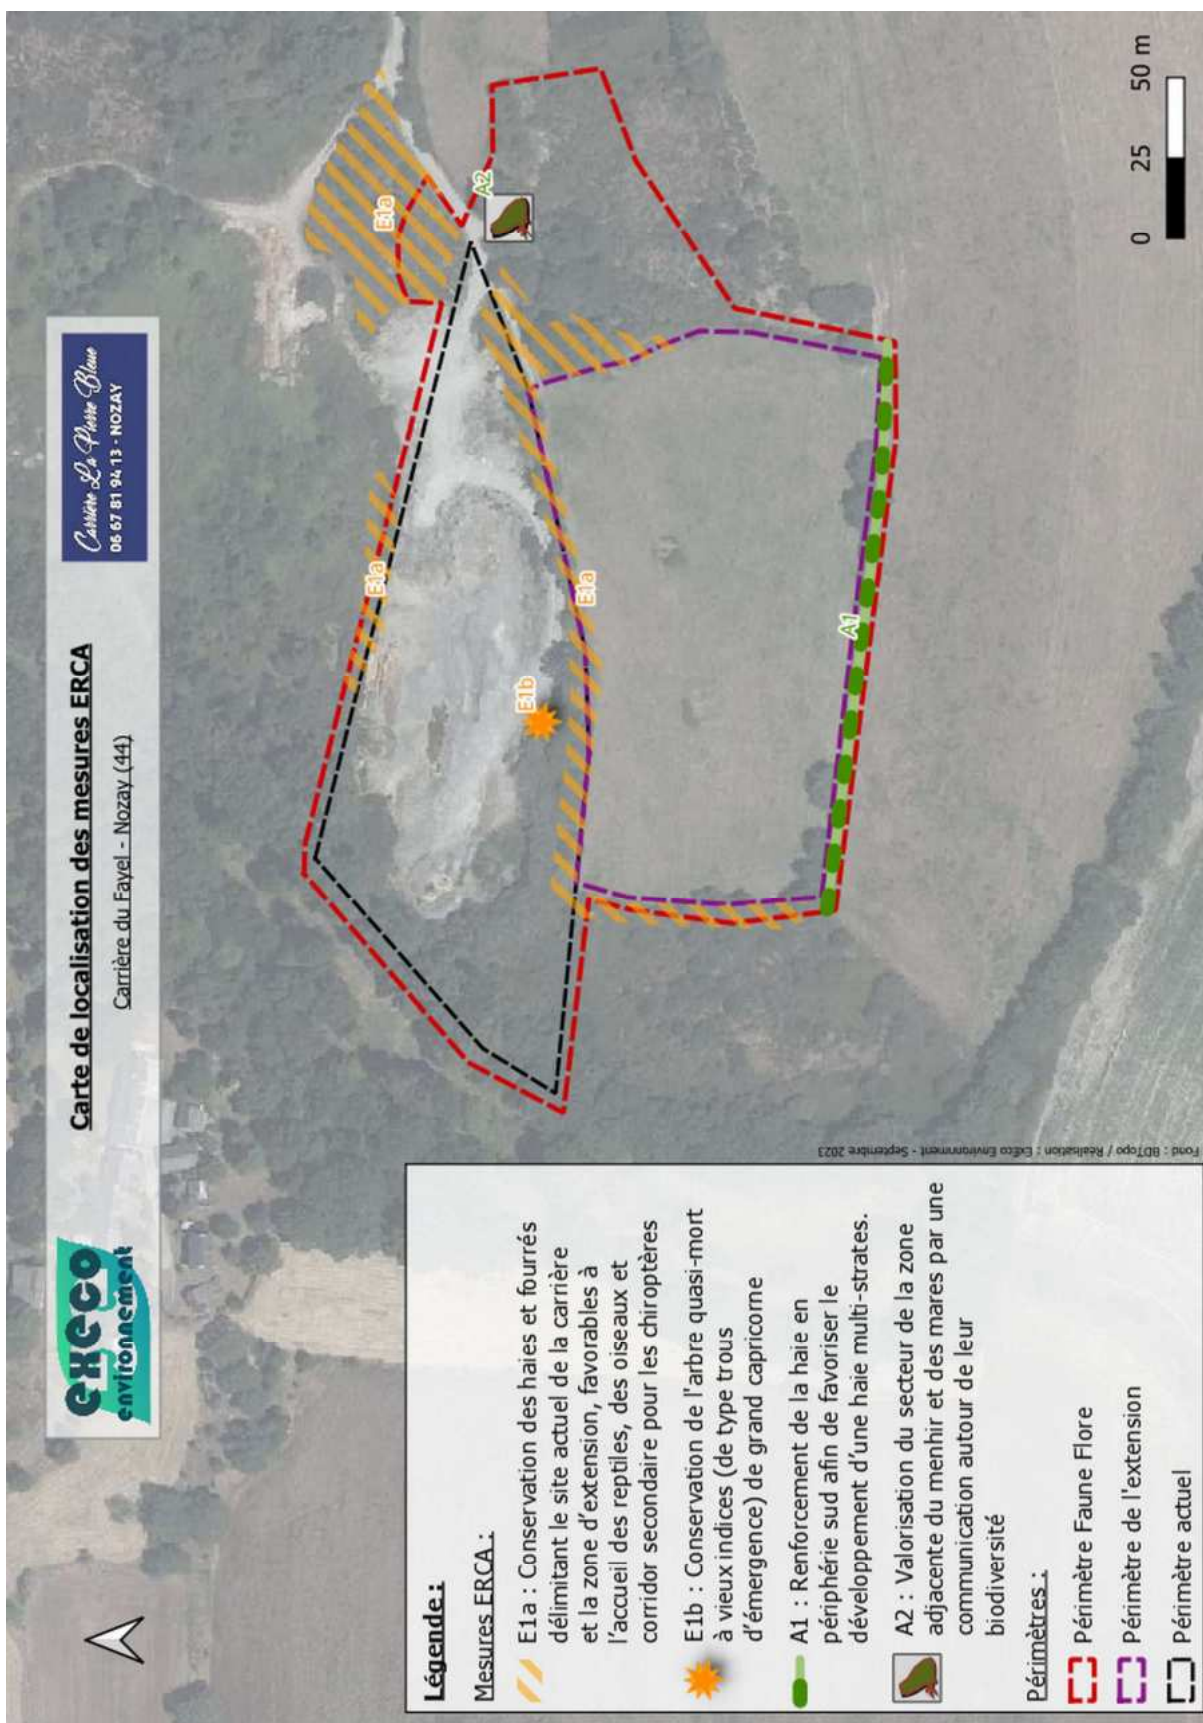 execo
environnement
Carte de localisation des mesures ERCA
Carrière du Fayel - Nozay (44)
Carrière La Pierre Bleue
06 67 81 94 13 - NOZAY
E1a
E1a
E1a
E1b
A2
A1
Légende :
Mesures ERCA :
E1a : Conservation des haies et fourrés
délimitant le site actuel de la carrière
et la zone d'extension, favorables à
l'accueil des reptiles, des oiseaux et
corridor secondaire pour les chiroptères
E1b : Conservation de l'arbre quasi-mort
à vieux indices (de type trous
d'émergence) de grand capricorne
A1 : Renforcement de la haie en
périphérie sud afin de favoriser le
développement d'une haie multi-strates.
A2 : Valorisation du secteur de la zone
adjacente du menhir et des mares par une
communication autour de leur
biodiversité
Périmètres :
Périmètre Faune Flore
Périmètre de l'extension
Périmètre actuel
Fond : BDTopo / Réalisation : ExEco Environnement - Septembre 2023
0 25 50 m